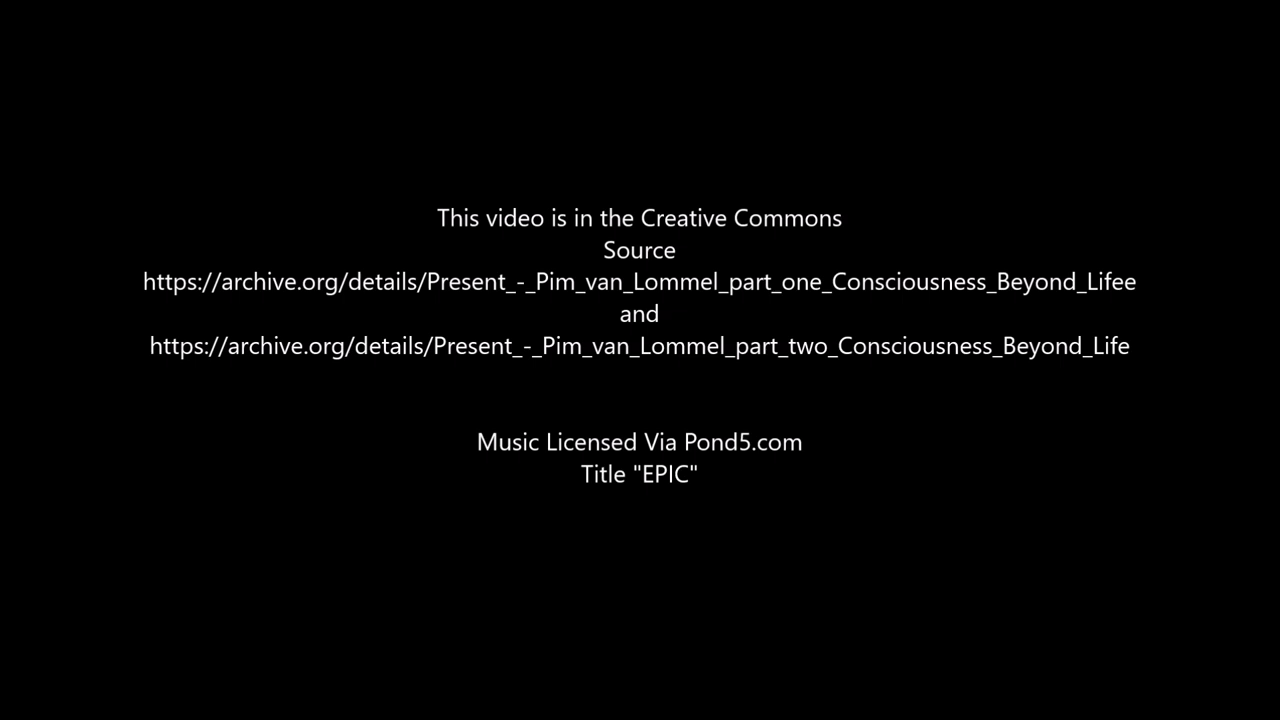 This video is in the Creative Commons
Source
https://archive.org/details/Present_-_Pim_van_Lommel_part_one_Consciousness_Beyond_Lifee
and
https://archive.org/details/Present_-_Pim_van_Lommel_part_two_Consciousness_Beyond_Life
Music Licensed Via Pond5.com
Title "EPIC"